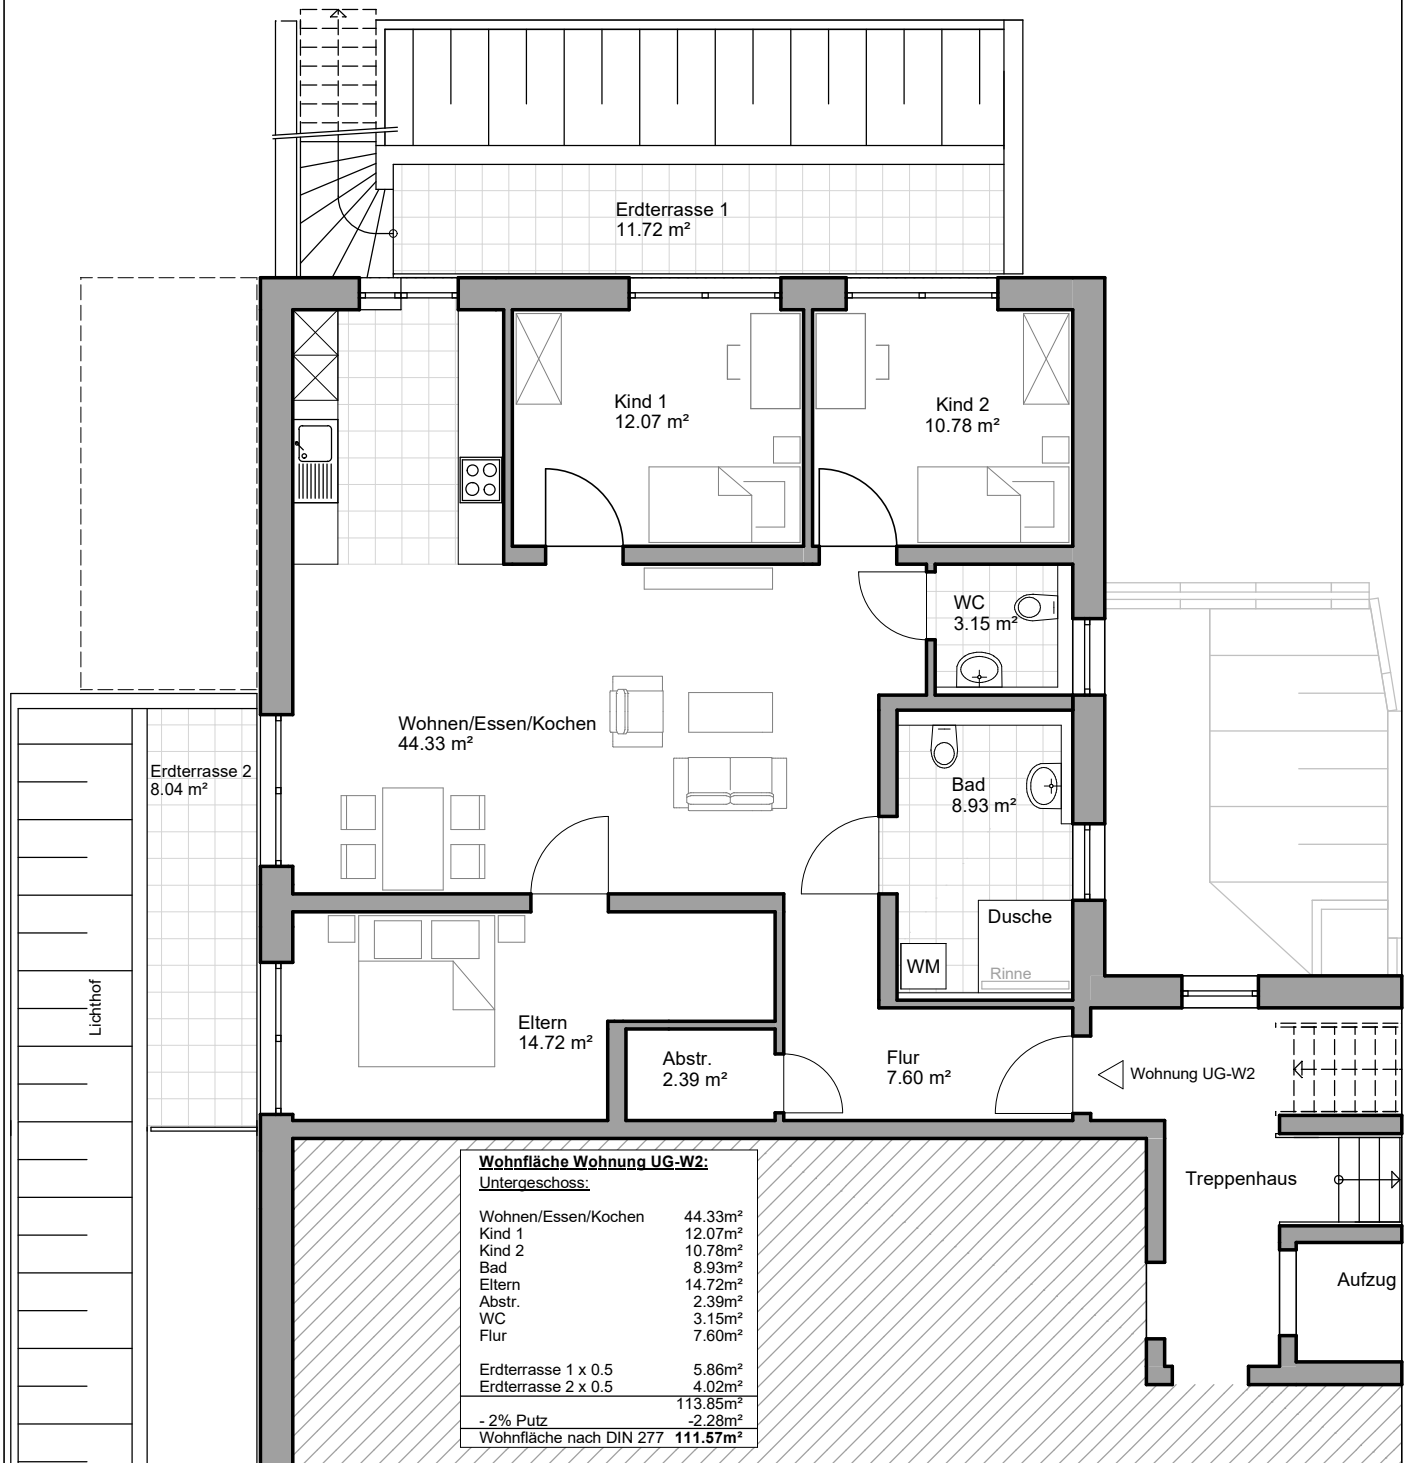 Erdterrasse 1
11.72 m²
Kind 1
12.07 m²
Kind 2
10.78 m²
WC
3.15 m²
Wohnen/Essen/Kochen
44.33 m²
Erdterrasse 2
8.04 m²
Bad
8.93 m²
Dusche
WM
Rinne
Lichthof
Eltern
14.72 m²
Abstr.
2.39 m²
Flur
7.60 m²
Wohnung UG-W2
Treppenhaus
Aufzug
Wohnfläche Wohnung UG-W2:
Untergeschoss:
Wohnen/Essen/Kochen 44.33m²
Kind 1 12.07m²
Kind 2 10.78m²
Bad 8.93m²
Eltern 14.72m²
Abstr. 2.39m²
WC 3.15m²
Flur 7.60m²
Erdterrasse 1 x 0.5 5.86m²
Erdterrasse 2 x 0.5 4.02m²
113.85m²
- 2% Putz -2.28m²
Wohnfläche nach DIN 277 111.57m²